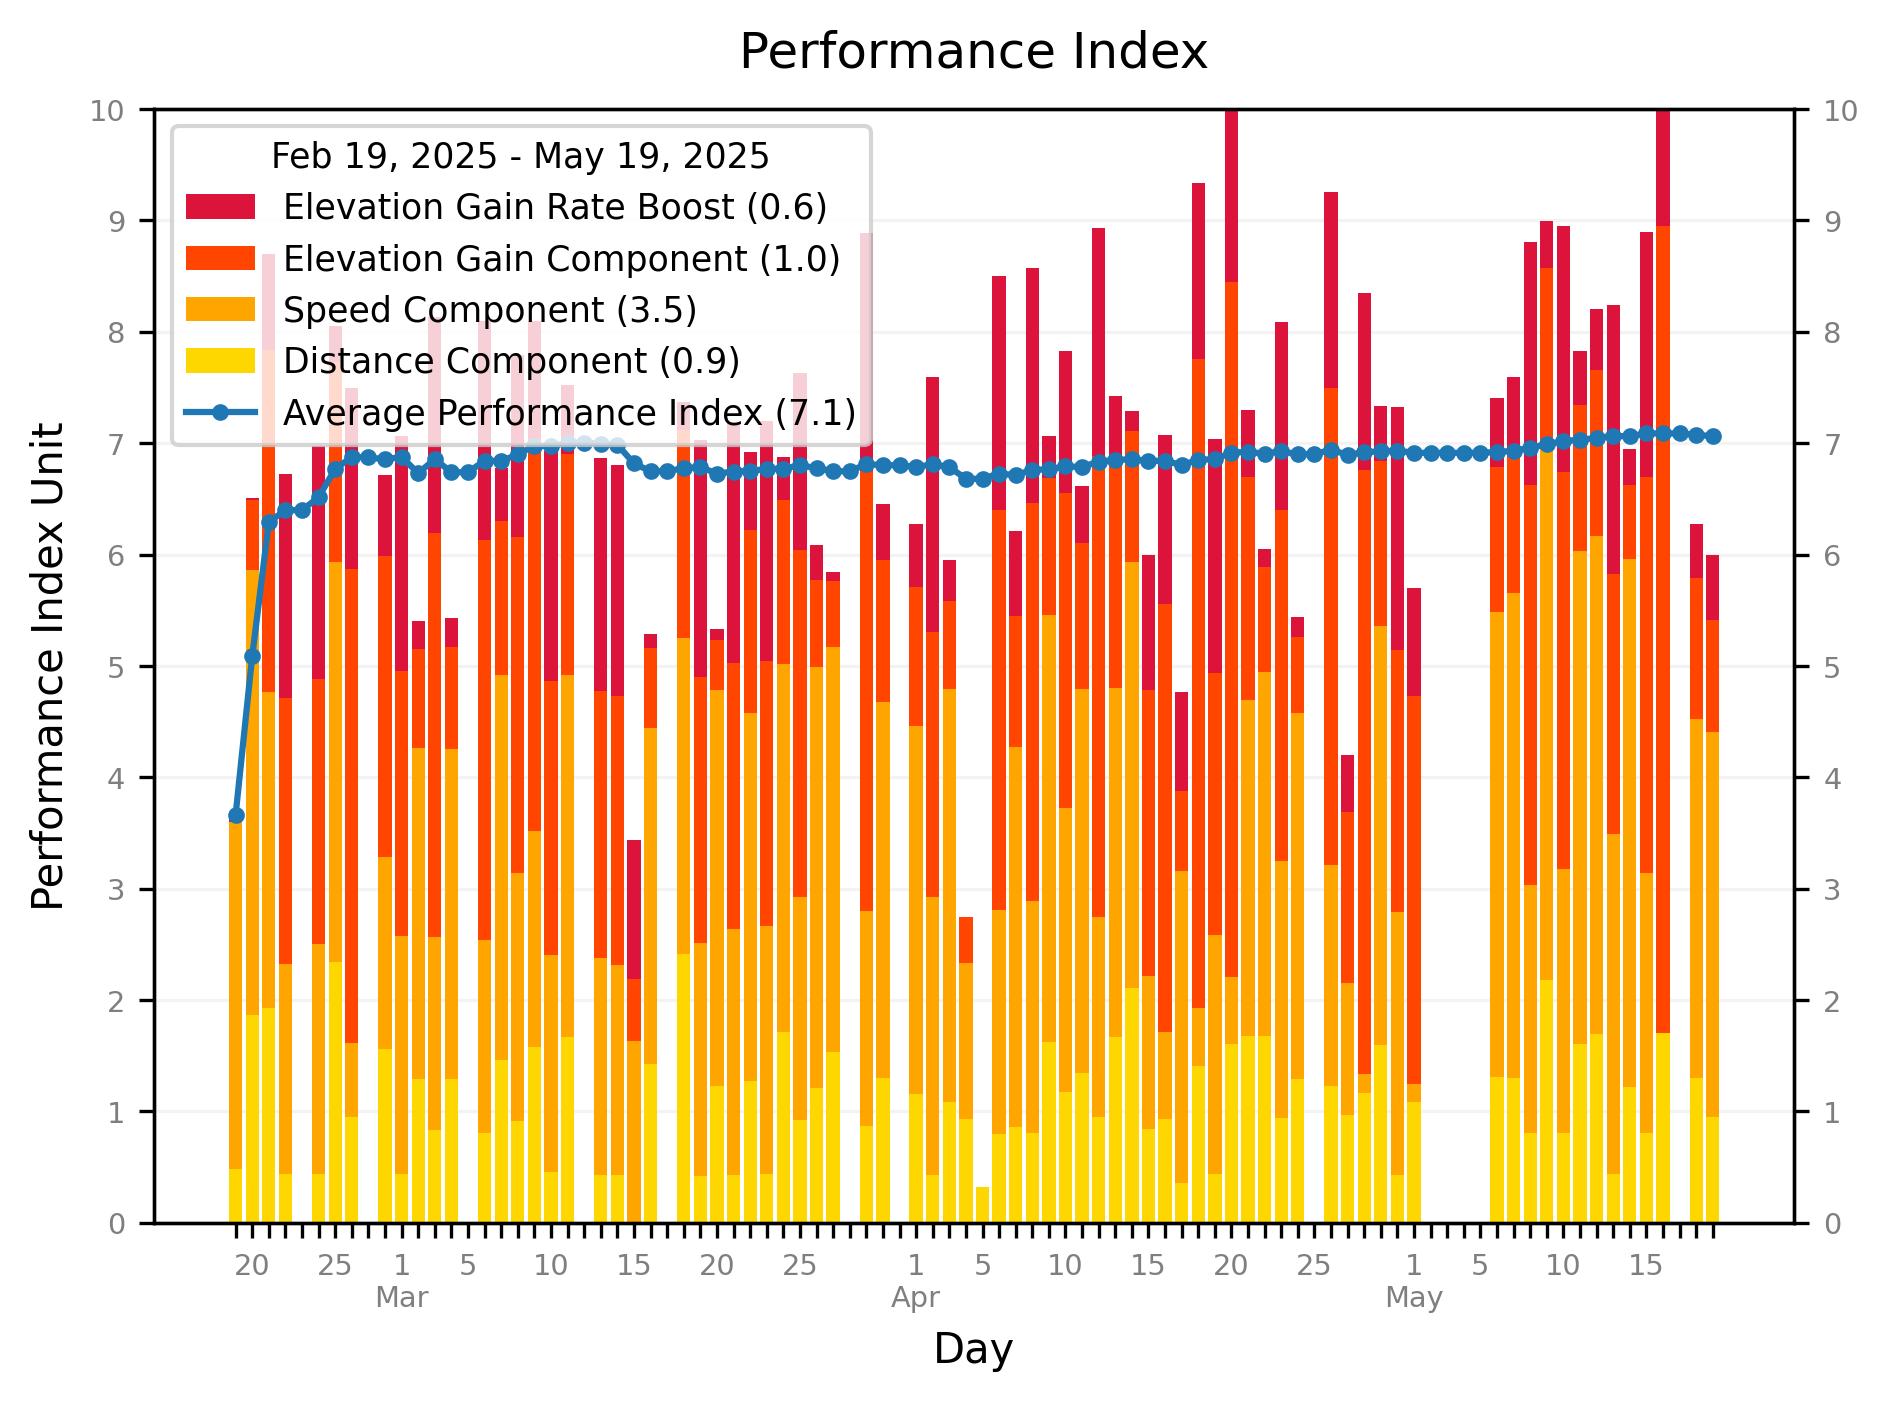 Performance Index
Feb 19, 2025 - May 19, 2025
Elevation Gain Rate Boost (0.6)
Elevation Gain Component (1.0)
Speed Component (3.5)
Distance Component (0.9)
Average Performance Index (7.1)
Performance Index Unit
10 10
9 9
8 8
7 7
6 6
5 5
4 4
3 3
2 2
1 1
0 0
20 25 1 5 10 15 20 25 1 5 10 15 20 25 1 5 10 15
Mar Apr May
Day